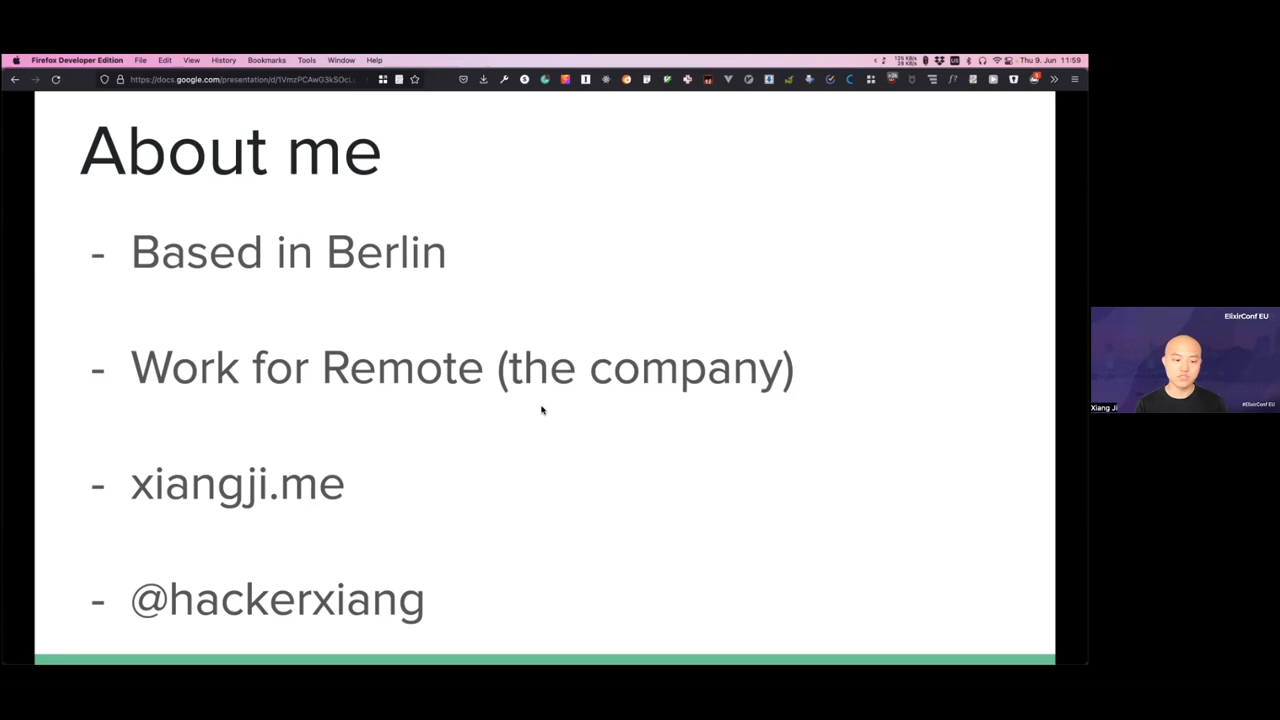 Firefox Developer Edition File Edit View History Bookmarks Tools Window Help
Thu 9. Jun 11:59
https://docs.google.com/presentation/d/1VmzPCAwG3kSOcL
About me
- Based in Berlin
- Work for Remote (the company)
- xiangji.me
- @hackerxiang
ElixirConf EU
Xiang Ji
#ElixirConf EU